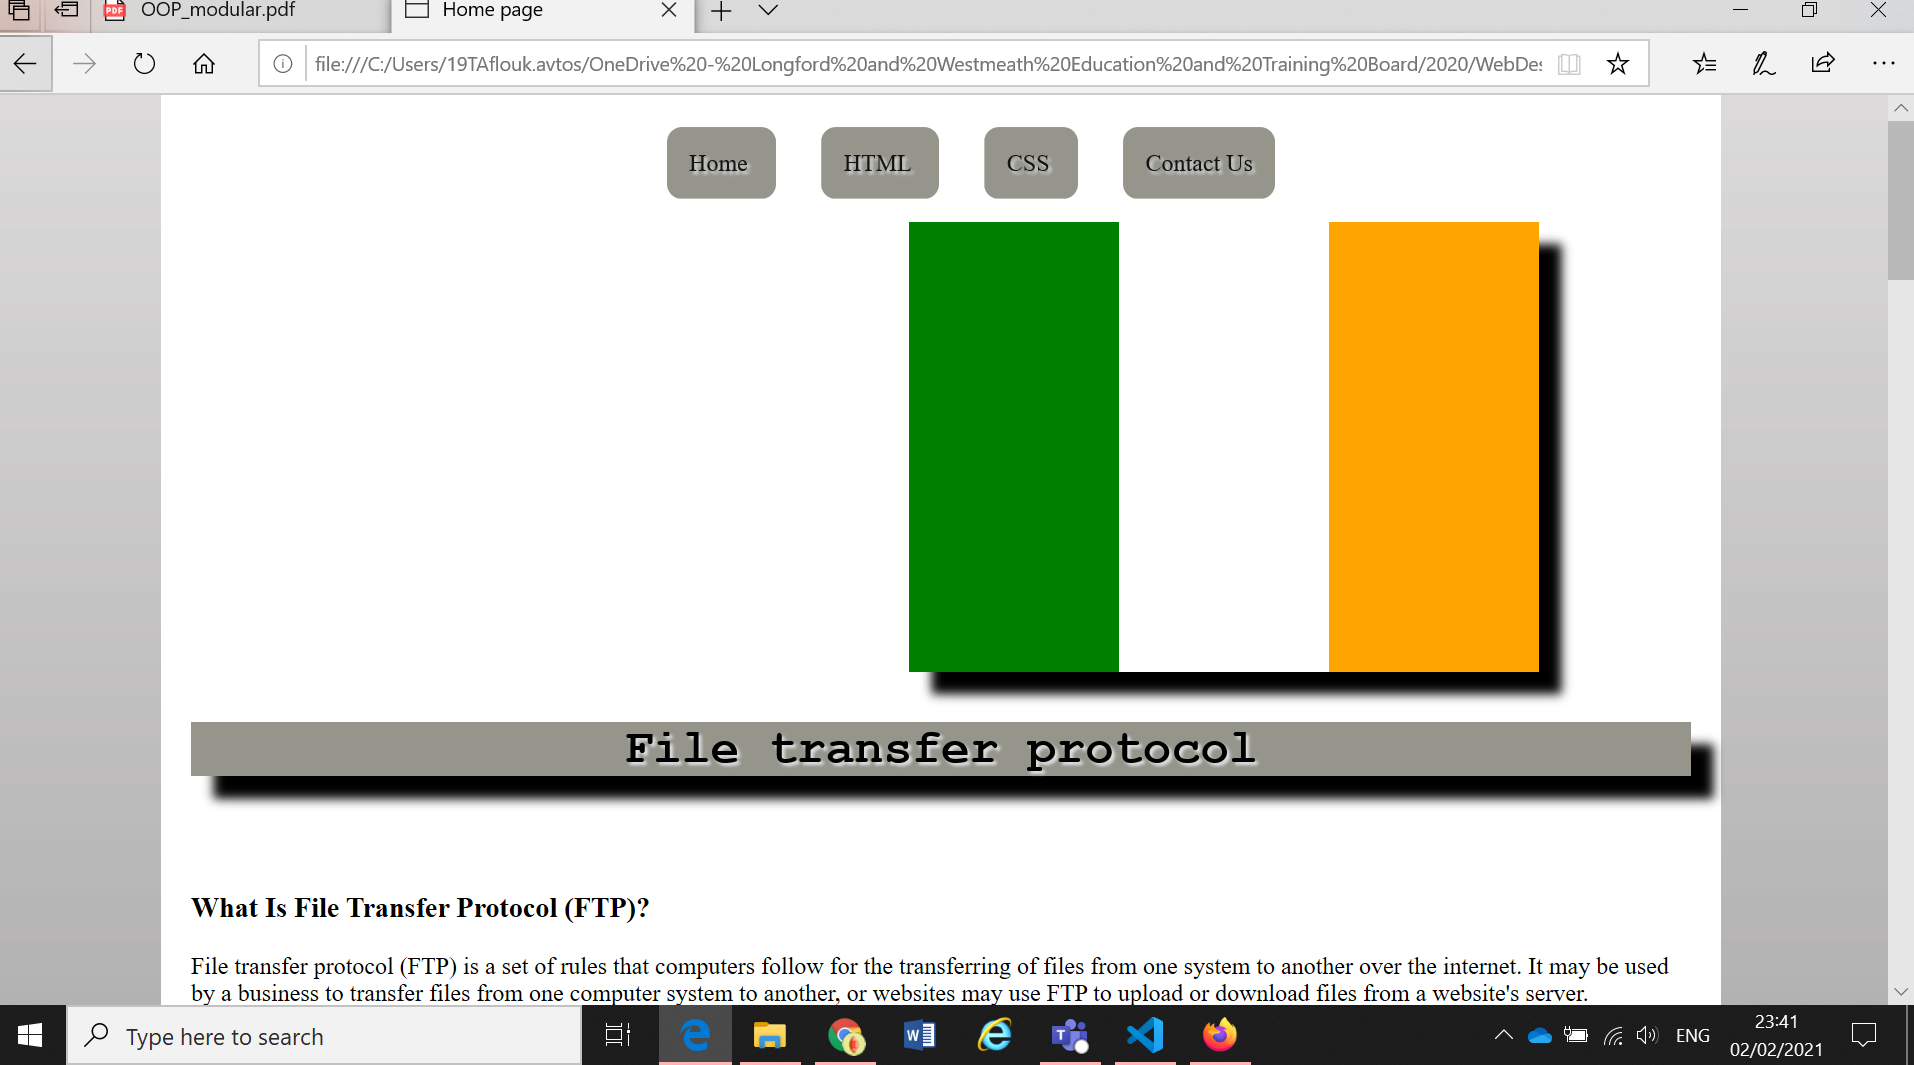 OOP_modular.pdf
Home page
file:///C:/Users/19TAflouk.avtos/OneDrive%20-%20Longford%20and%20Westmeath%20Education%20and%20Training%20Board/2020/WebDes
Home
HTML
CSS
Contact Us
File transfer protocol
What Is File Transfer Protocol (FTP)?
File transfer protocol (FTP) is a set of rules that computers follow for the transferring of files from one system to another over the internet. It may be used
by a business to transfer files from one computer system to another, or websites may use FTP to upload or download files from a website's server.
Type here to search
ENG
23:41
02/02/2021